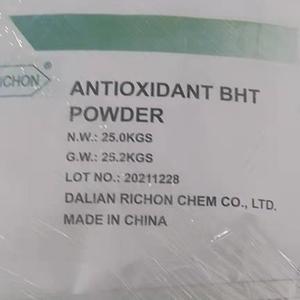 RICHON
ANTIOXIDANT BHT
POWDER
N.W.: 25.0KGS
G.W.: 25.2KGS
LOT NO.: 20211228
DALIAN RICHON CHEM CO., LTD.
MADE IN CHINA